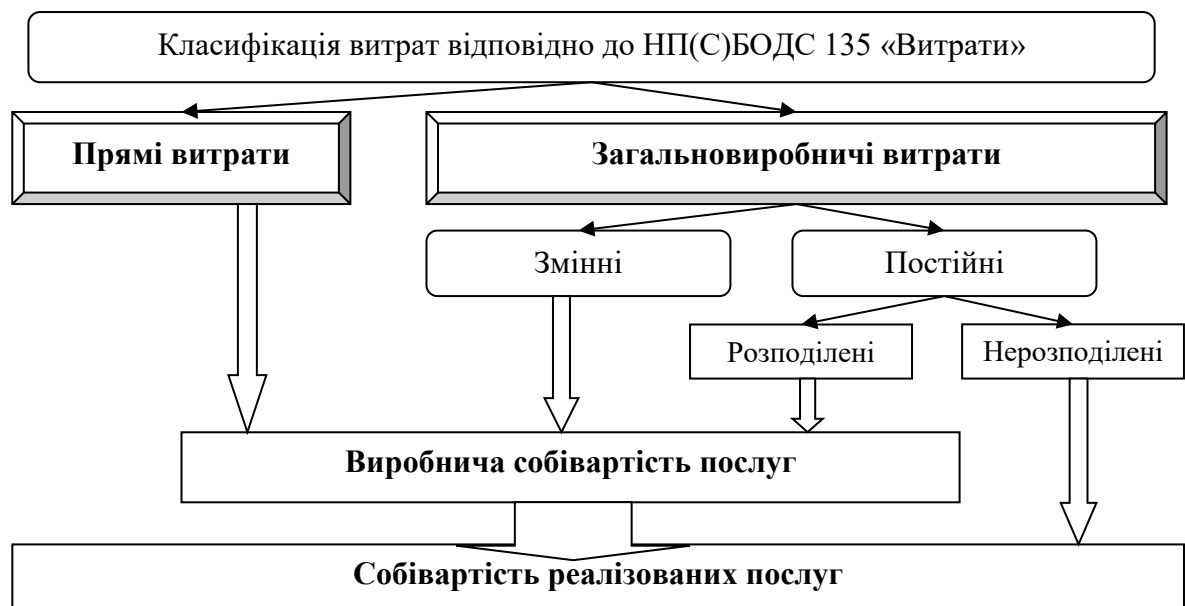 Класифікація витрат відповідно до НП(С)БОДС 135 «Витрати»
Прямі витрати
Загальновиробничі витрати
Змінні
Постійні
Розподілені
Нерозподілені
Виробнича собівартість послуг
Собівартість реалізованих послуг